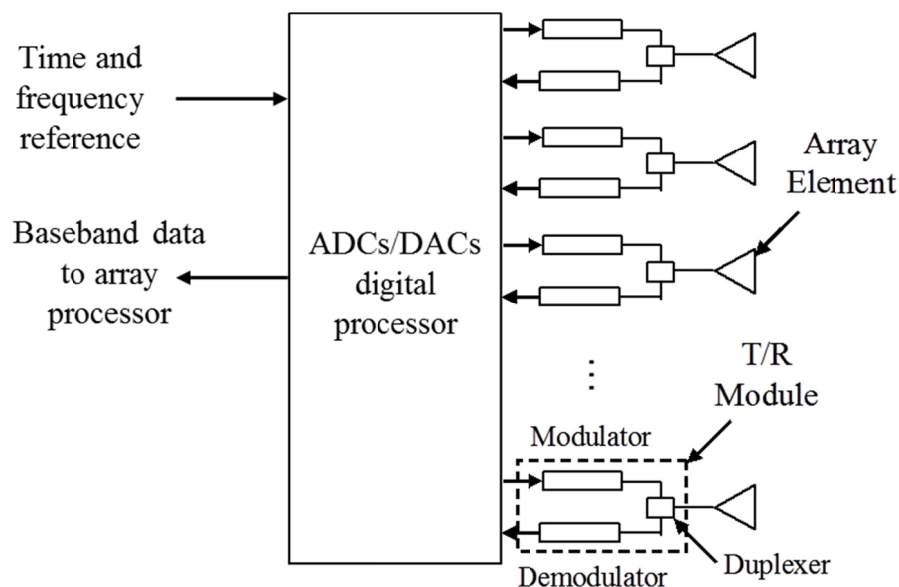 Time and
frequency
reference
Baseband data
to array
processor
ADCs/DACs
digital
processor
Array
Element
T/R
Module
Modulator
Duplexer
Demodulator